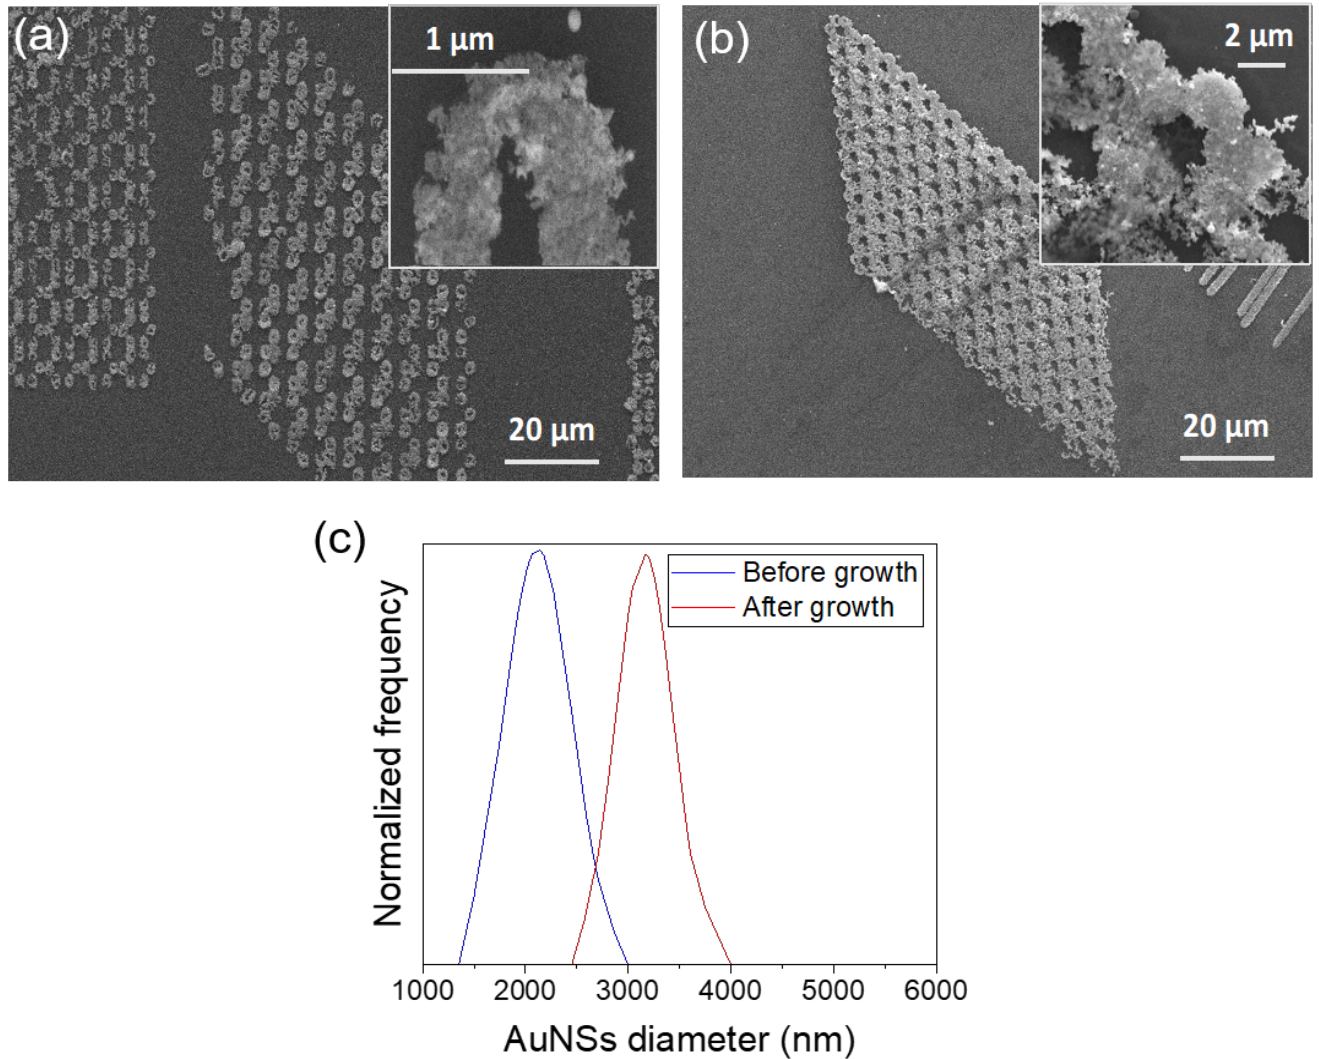 (a)
1 μm
20 μm
(b)
2 μm
20 μm
(c)
Normalized frequency
Before growth
After growth
1000 2000 3000 4000 5000 6000
AuNSs diameter (nm)